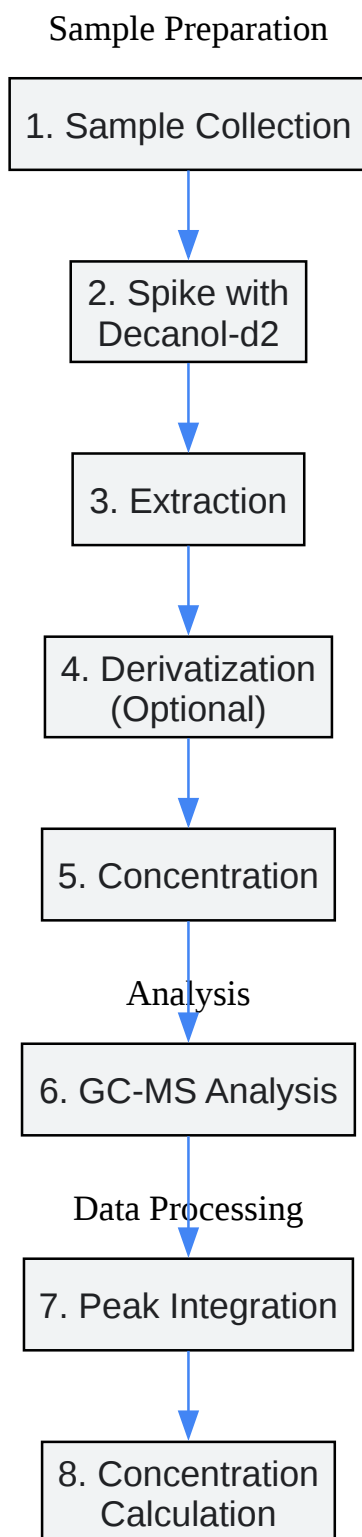 Sample Preparation
1. Sample Collection
2. Spike with
Decanol-d2
3. Extraction
4. Derivatization
(Optional)
5. Concentration
Analysis
6. GC-MS Analysis
Data Processing
7. Peak Integration
8. Concentration
Calculation